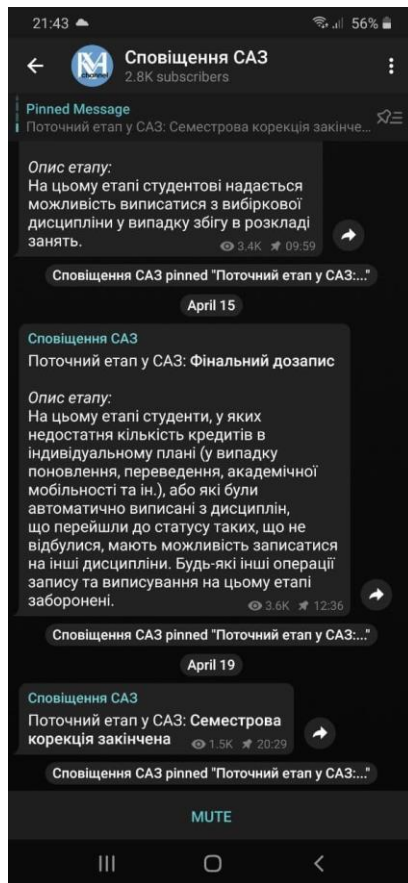 21:43
56%
Сповіщення САЗ
2.8K subscribers
Pinned Message
Поточний етап у САЗ: Семестрова корекція закінче...
Опис етапу:
На цьому етапі студентові надається
можливість виписатися з вибіркової
дисципліни у випадку збігу в розкладі
занять.
3.4K 09:59
Сповіщення САЗ pinned "Поточний етап у САЗ:..."
April 15
Сповіщення САЗ
Поточний етап у САЗ: Фінальний дозапис
Опис етапу:
На цьому етапі студенти, у яких
недостатня кількість кредитів в
індивідуальному плані (у випадку
поновлення, переведення, академічної
мобільності та ін.), або які були
автоматично виписані з дисциплін,
що перейшли до статусу таких, що не
відбулися, мають можливість записатися
на інші дисципліни. Будь-які інші операції
запису та виписування на цьому етапі
заборонені.
3.6K 12:36
Сповіщення САЗ pinned "Поточний етап у САЗ:..."
April 19
Сповіщення САЗ
Поточний етап у САЗ: Семестрова
корекція закінчена
1.5K 20:29
Сповіщення САЗ pinned "Поточний етап у САЗ:..."
MUTE